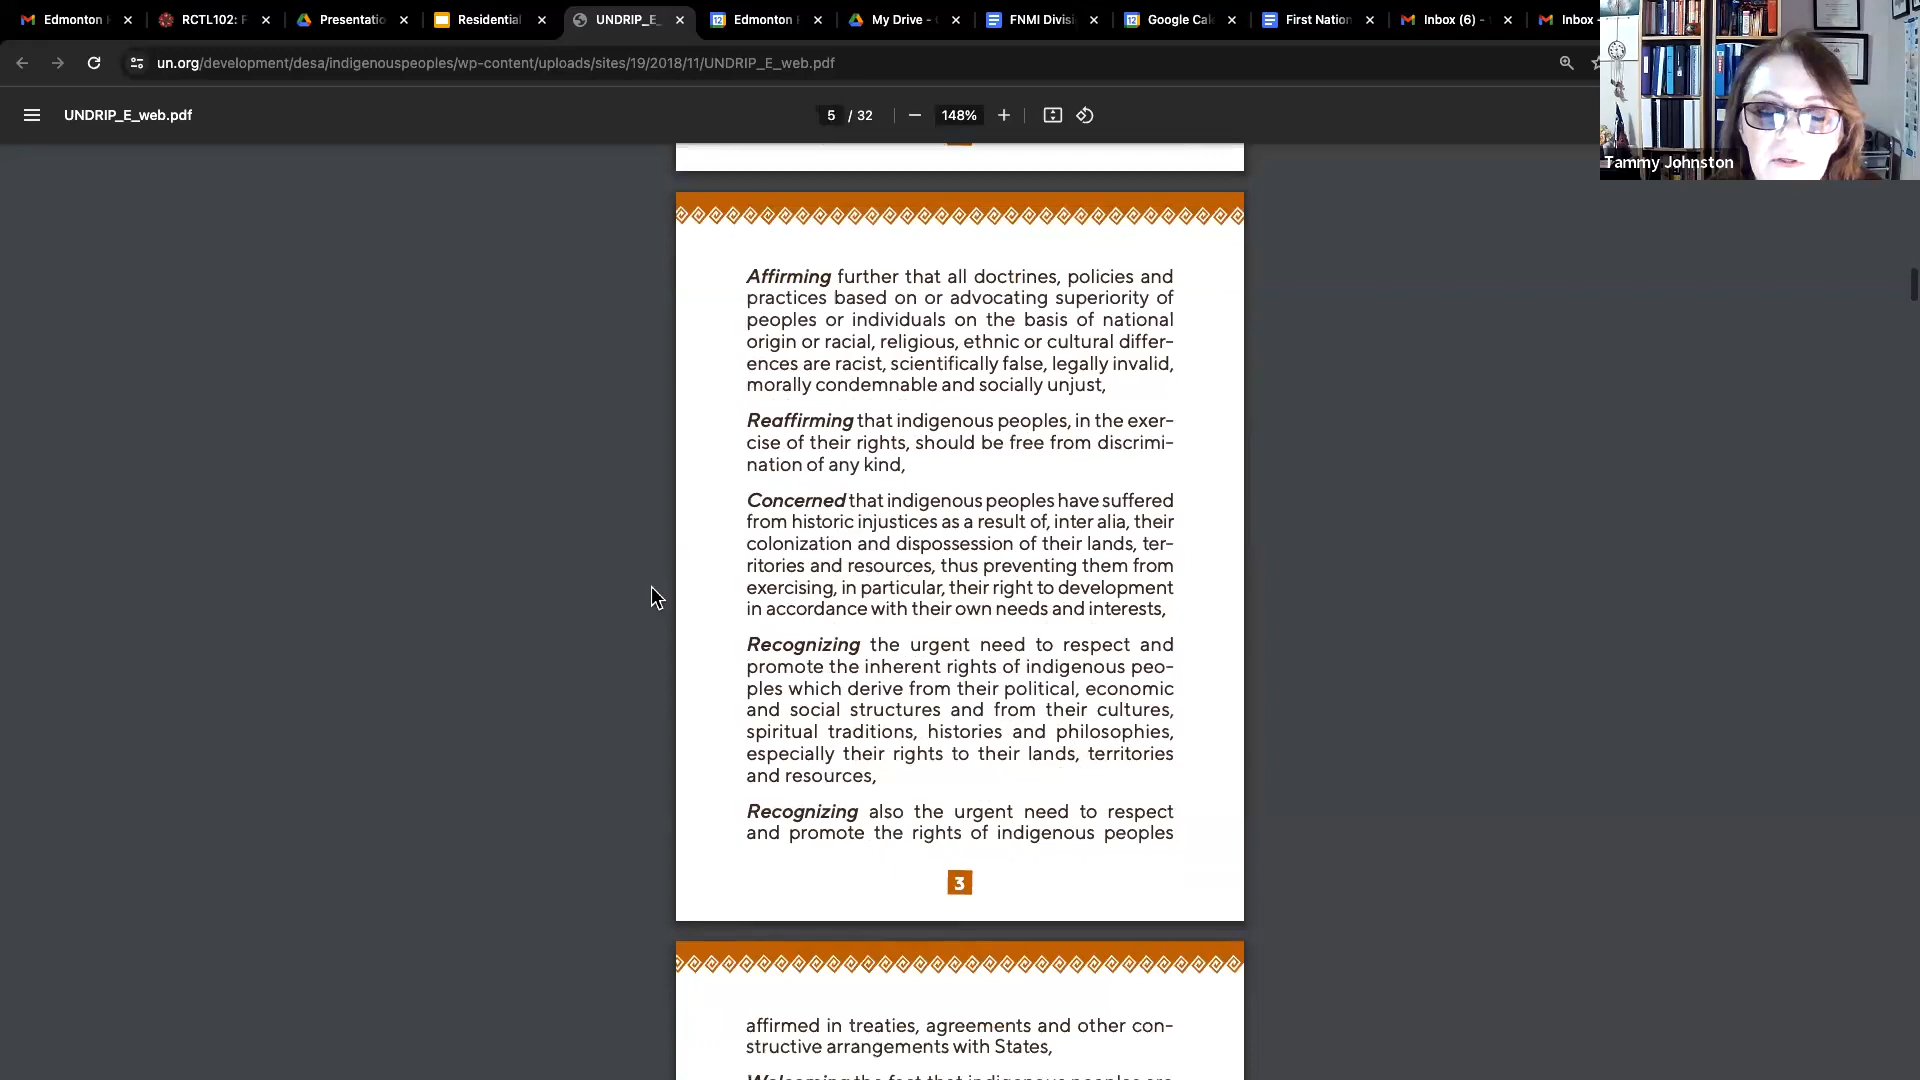 Edmonton
RCTL102: F
Presentatio
Residential
UNDRIP_E_
Edmonton
My Drive -
FNMI Divisi
Google Cal
First Nation
Inbox (6) -
Inbox
un.org/development/desa/indigenouspeoples/wp-content/uploads/sites/19/2018/11/UNDRIP_E_web.pdf
UNDRIP_E_web.pdf
5 / 32
148%
Tammy Johnston
Affirming further that all doctrines, policies and
practices based on or advocating superiority of
peoples or individuals on the basis of national
origin or racial, religious, ethnic or cultural differ-
ences are racist, scientifically false, legally invalid,
morally condemnable and socially unjust,
Reaffirming that indigenous peoples, in the exer-
cise of their rights, should be free from discrimi-
nation of any kind,
Concerned that indigenous peoples have suffered
from historic injustices as a result of, inter alia, their
colonization and dispossession of their lands, ter-
ritories and resources, thus preventing them from
exercising, in particular, their right to development
in accordance with their own needs and interests,
Recognizing the urgent need to respect and
promote the inherent rights of indigenous peo-
ples which derive from their political, economic
and social structures and from their cultures,
spiritual traditions, histories and philosophies,
especially their rights to their lands, territories
and resources,
Recognizing also the urgent need to respect
and promote the rights of indigenous peoples
3
affirmed in treaties, agreements and other con-
structive arrangements with States,
Welcoming the fact that indigenous peoples are